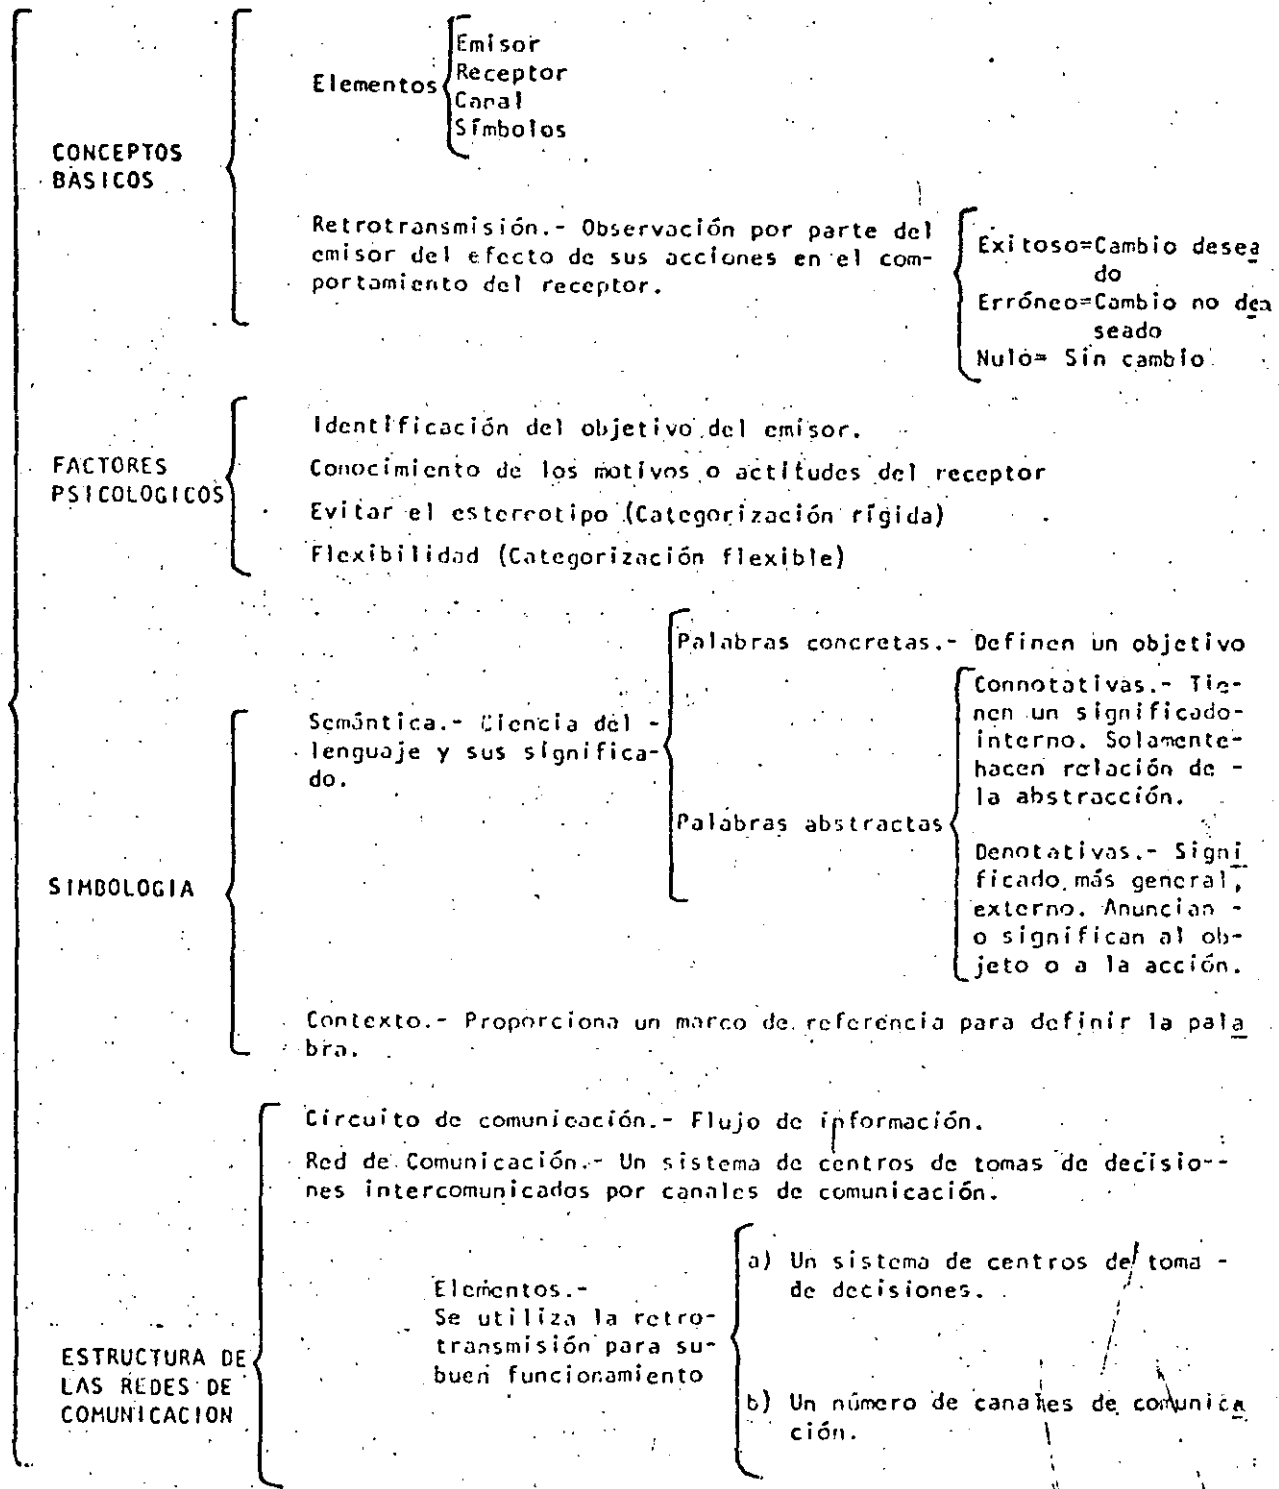 Emisor
Receptor
Elementos
Canal
Símbolos
CONCEPTOS
BASICOS
Retrotransmisión.- Observación por parte del
emisor del efecto de sus acciones en el com-
portamiento del receptor.
Exitoso=Cambio desea
do
Erróneo=Cambio no dea
seado
Nulo= Sin cambio
FACTORES
PSICOLOGICOS
Identificación del objetivo del emisor.
Conocimiento de los motivos o actitudes del receptor
Evitar el estereotipo (Categorización rígida)
Flexibilidad (Categorización flexible)
SIMBOLOGIA
Semántica.- Ciencia del -
lenguaje y sus significa-
do.
Palabras concretas.- Definen un objetivo
Palabras abstractas
Connotativas.- Tie-
nen un significado-
interno. Solamente-
hacen relación de -
la abstracción.
Denotativas.- Signi
ficado más general,
externo. Anuncian -
o significan al ob-
jeto o a la acción.
Contexto.- Proporciona un marco de referencia para definir la pala
bra.
ESTRUCTURA DE
LAS REDES DE
COMUNICACION
Circuito de comunicación.- Flujo de información.
Red de Comunicación.- Un sistema de centros de tomas de decisio--
nes intercomunicados por canales de comunicación.
Elementos.-
Se utiliza la retro-
transmisión para su-
buen funcionamiento
a) Un sistema de centros de toma -
de decisiones.
b) Un número de canales de comunica
ción.